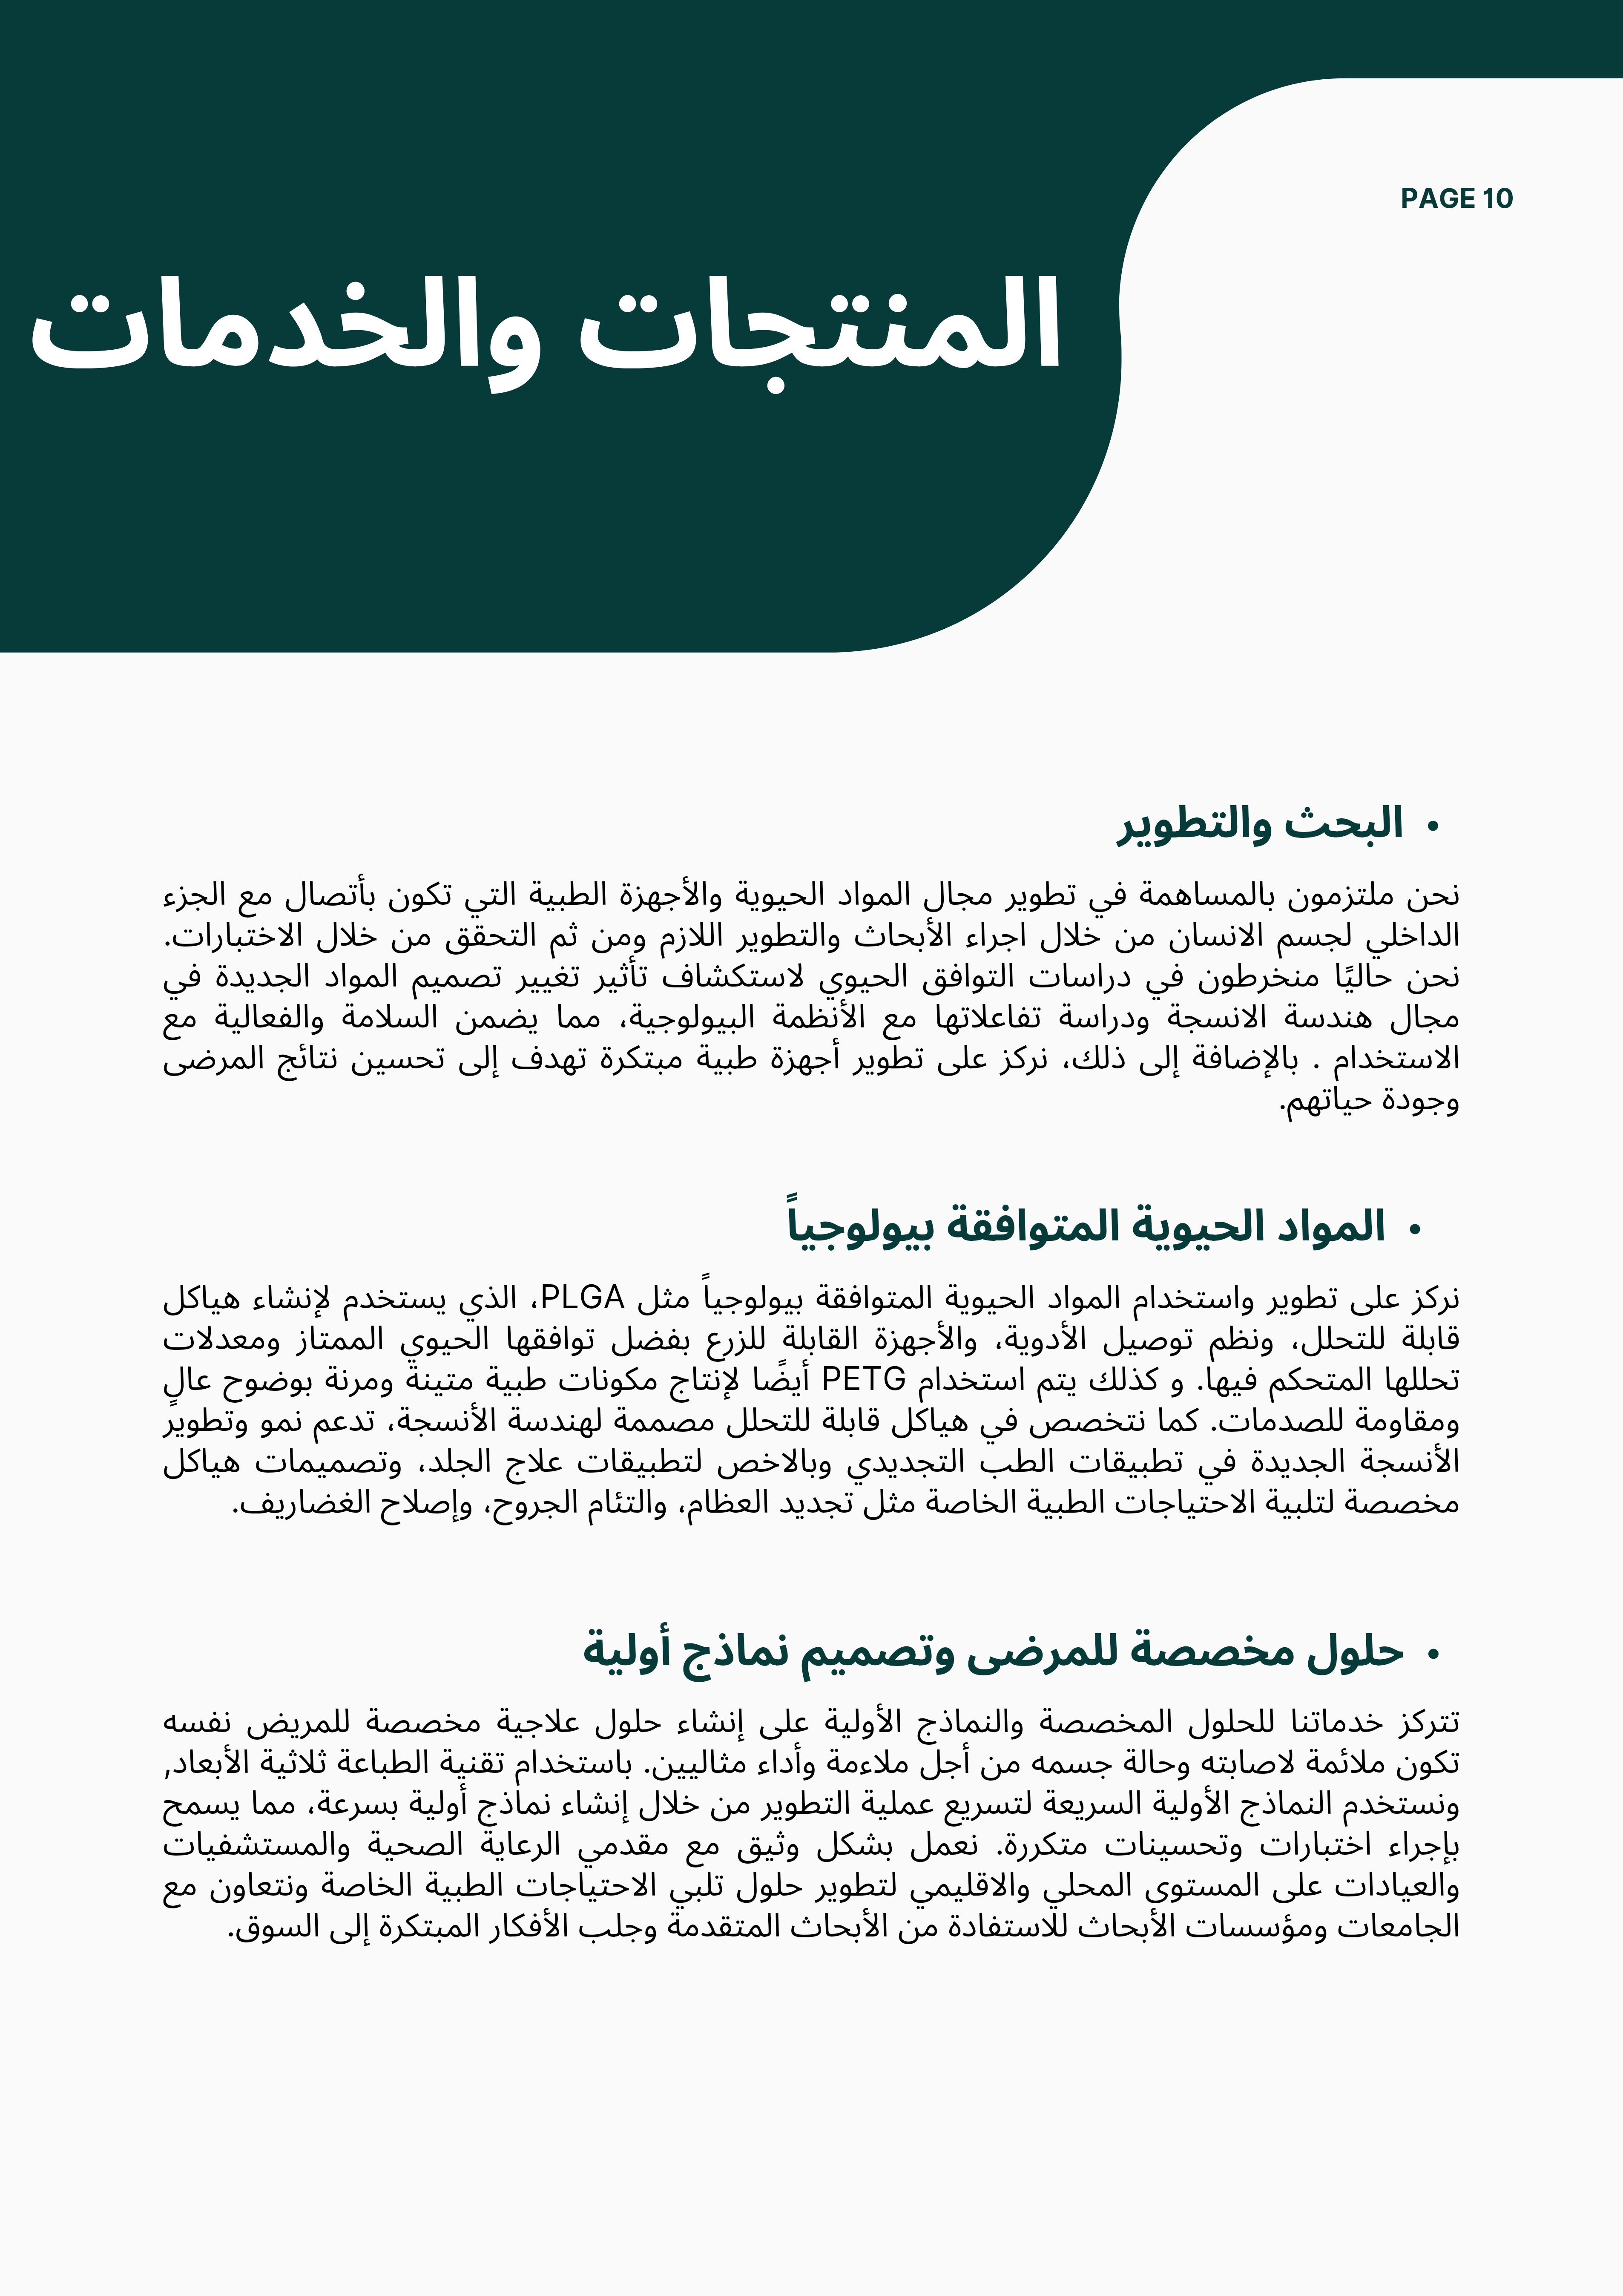 PAGE 10
المنتجات والخدمات
• البحث والتطوير
نحن ملتزمون بالمساهمة في تطوير مجال المواد الحيوية والأجهزة الطبية التي تكون بأتصال مع الجزء
الداخلي لجسم الانسان من خلال اجراء الأبحاث والتطوير اللازم ومن ثم التحقق من خلال الاختبارات.
نحن حاليًا منخرطون في دراسات التوافق الحيوي لاستكشاف تأثير تغيير تصميم المواد الجديدة في
مجال هندسة الانسجة ودراسة تفاعلاتها مع الأنظمة البيولوجية، مما يضمن السلامة والفعالية مع
الاستخدام . بالإضافة إلى ذلك، نركز على تطوير أجهزة طبية مبتكرة تهدف إلى تحسين نتائج المرضى
وجودة حياتهم.
• المواد الحيوية المتوافقة بيولوجياً
نركز على تطوير واستخدام المواد الحيوية المتوافقة بيولوجياً مثل PLGA، الذي يستخدم لإنشاء هياكل
قابلة للتحلل، ونظم توصيل الأدوية، والأجهزة القابلة للزرع بفضل توافقها الحيوي الممتاز ومعدلات
تحللها المتحكم فيها. و كذلك يتم استخدام PETG أيضًا لإنتاج مكونات طبية متينة ومرنة بوضوح عالٍ
ومقاومة للصدمات. كما نتخصص في هياكل قابلة للتحلل مصممة لهندسة الأنسجة، تدعم نمو وتطوير
الأنسجة الجديدة في تطبيقات الطب التجديدي وبالاخص لتطبيقات علاج الجلد، وتصميمات هياكل
مخصصة لتلبية الاحتياجات الطبية الخاصة مثل تجديد العظام، والتئام الجروح، وإصلاح الغضاريف.
• حلول مخصصة للمرضى وتصميم نماذج أولية
تتركز خدماتنا للحلول المخصصة والنماذج الأولية على إنشاء حلول علاجية مخصصة للمريض نفسه
تكون ملائمة لاصابته وحالة جسمه من أجل ملاءمة وأداء مثاليين. باستخدام تقنية الطباعة ثلاثية الأبعاد,
ونستخدم النماذج الأولية السريعة لتسريع عملية التطوير من خلال إنشاء نماذج أولية بسرعة، مما يسمح
بإجراء اختبارات وتحسينات متكررة. نعمل بشكل وثيق مع مقدمي الرعاية الصحية والمستشفيات
والعيادات على المستوى المحلي والاقليمي لتطوير حلول تلبي الاحتياجات الطبية الخاصة ونتعاون مع
الجامعات ومؤسسات الأبحاث للاستفادة من الأبحاث المتقدمة وجلب الأفكار المبتكرة إلى السوق.